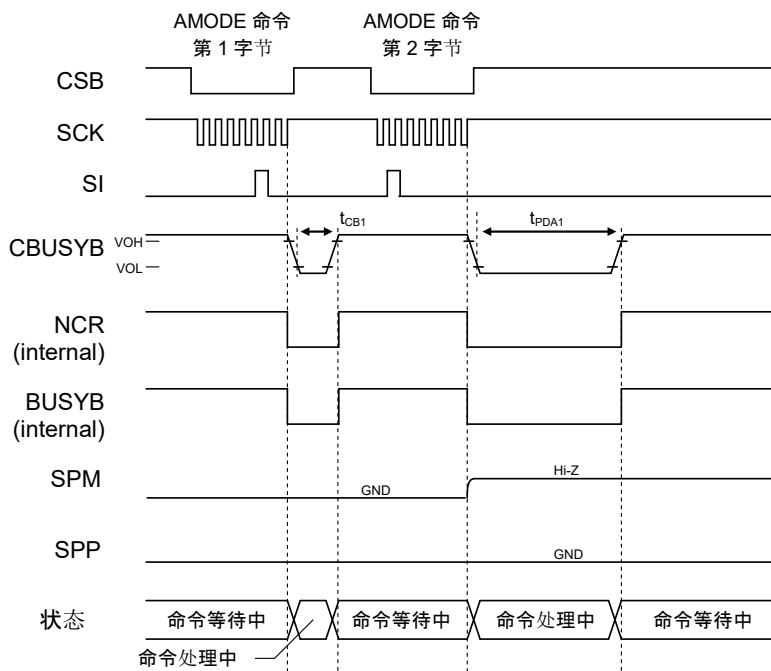 AMODE 命令
第 1 字节
AMODE 命令
第 2 字节
CSB
SCK
SI
tCB1
tPDA1
CBUSYB
VOH
VOL
NCR
(internal)
BUSYB
(internal)
SPM
GND
Hi-Z
SPP
GND
状态
命令等待中
命令等待中
命令处理中
命令等待中
命令处理中